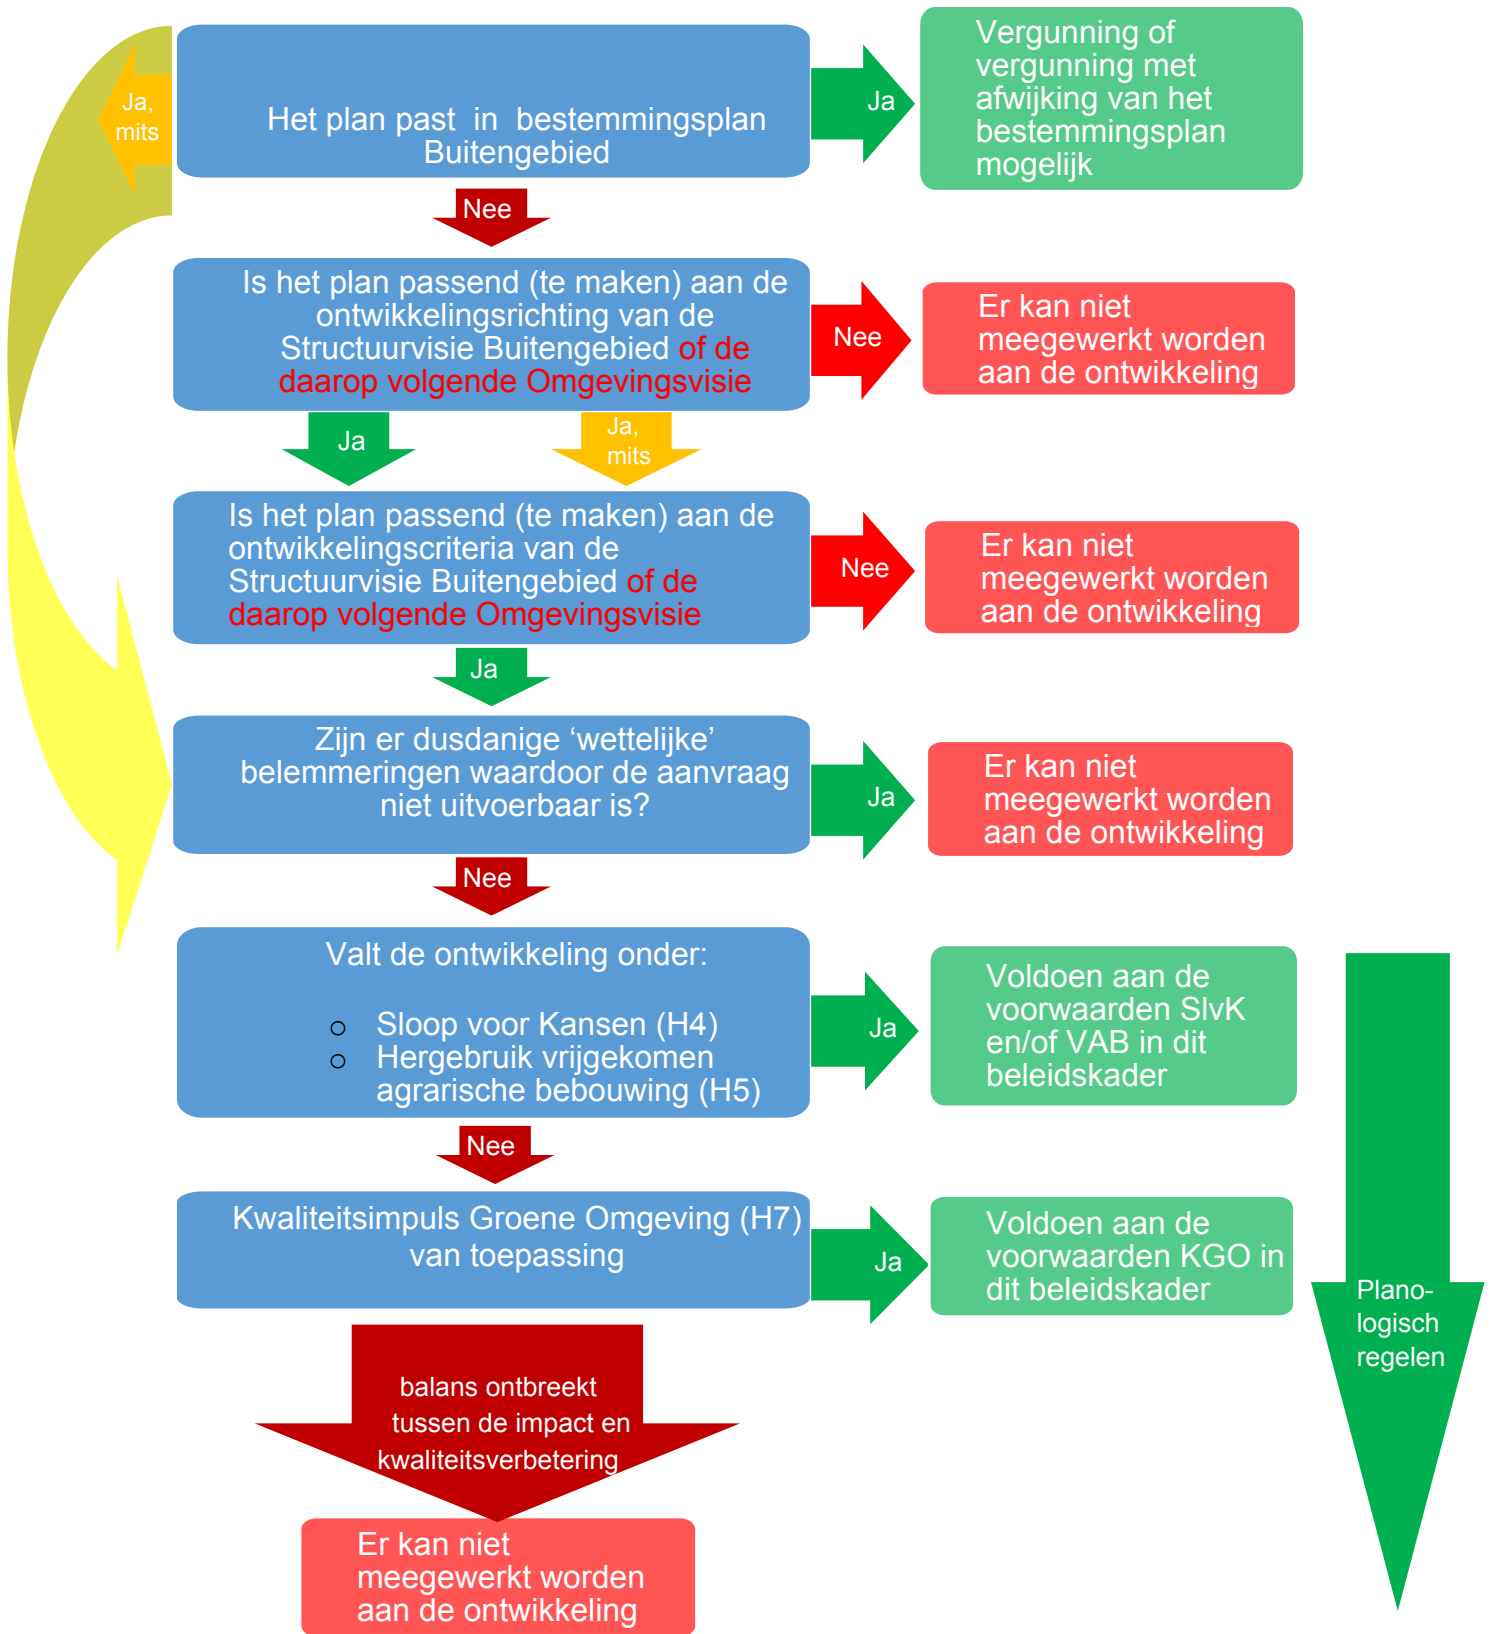 Ja,
mits
Het plan past in bestemmingsplan
Buitengebied
Ja
Vergunning of
vergunning met
afwijking van het
bestemmingsplan
mogelijk
Nee
Is het plan passend (te maken) aan de
ontwikkelingsrichting van de
Structuurvisie Buitengebied of de
daarop volgende Omgevingsvisie
Nee
Er kan niet
meegewerkt worden
aan de ontwikkeling
Ja
Ja,
mits
Is het plan passend (te maken) aan de
ontwikkelingscriteria van de
Structuurvisie Buitengebied of de
daarop volgende Omgevingsvisie
Nee
Er kan niet
meegewerkt worden
aan de ontwikkeling
Ja
Zijn er dusdanige ‘wettelijke’
belemmeringen waardoor de aanvraag
niet uitvoerbaar is?
Ja
Er kan niet
meegewerkt worden
aan de ontwikkeling
Nee
Valt de ontwikkeling onder:
o Sloop voor Kansen (H4)
o Hergebruik vrijgekomen
agrarische bebouwing (H5)
Ja
Voldoen aan de
voorwaarden SlvK
en/of VAB in dit
beleidskader
Nee
Kwaliteitsimpuls Groene Omgeving (H7)
van toepassing
Ja
Voldoen aan de
voorwaarden KGO in
dit beleidskader
Plano-
logisch
regelen
balans ontbreekt
tussen de impact en
kwaliteitsverbetering
Er kan niet
meegewerkt worden
aan de ontwikkeling